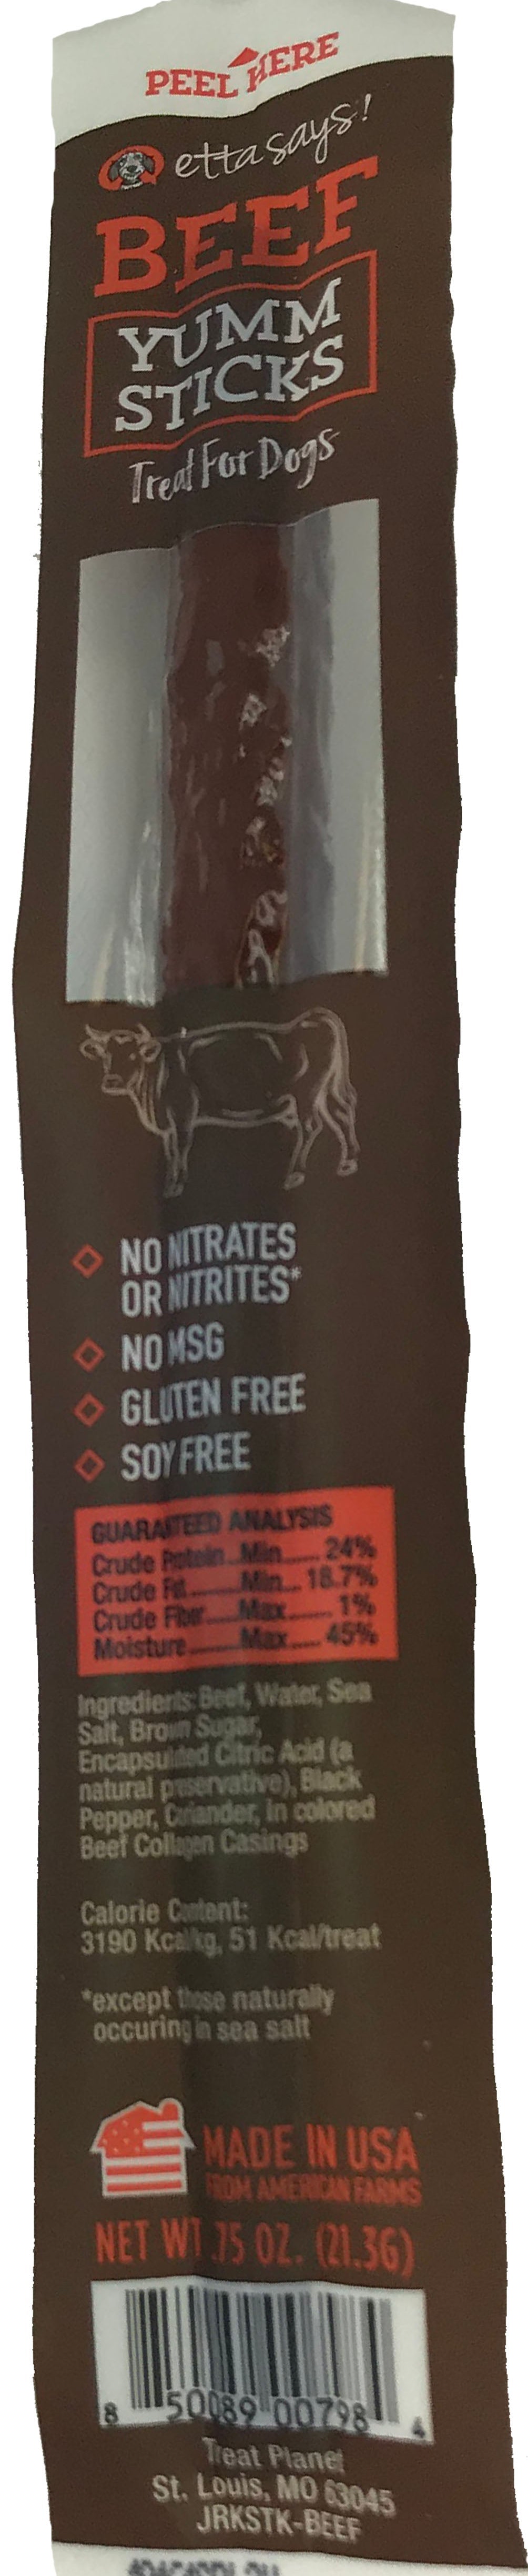 PEEL HERE
etta says!
BEEF
YUMM
STICKS
Treat For Dogs
NO NITRATES
OR NITRITES*
NO MSG
GLUTEN FREE
SOY FREE
GUARANTEED ANALYSIS
Crude Protein..Min..... 24%
Crude Fat........Min... 18.7%
Crude Fiber.....Max...... 1%
Moisture.........Max..... 45%
Ingredients: Beef, Water, Sea
Salt, Brown Sugar,
Encapsulated Citric Acid (a
natural preservative), Black
Pepper, Coriander, in colored
Beef Collagen Casings
Calorie Content:
3190 Kcal/kg, 51 Kcal/treat
*except those naturally
occuring in sea salt
MADE IN USA
FROM AMERICAN FARMS
NET WT .75 OZ. (21.3G)
8 50089 00798 4
Treat Planet
St. Louis, MO 63045
JRKSTK-BEEF